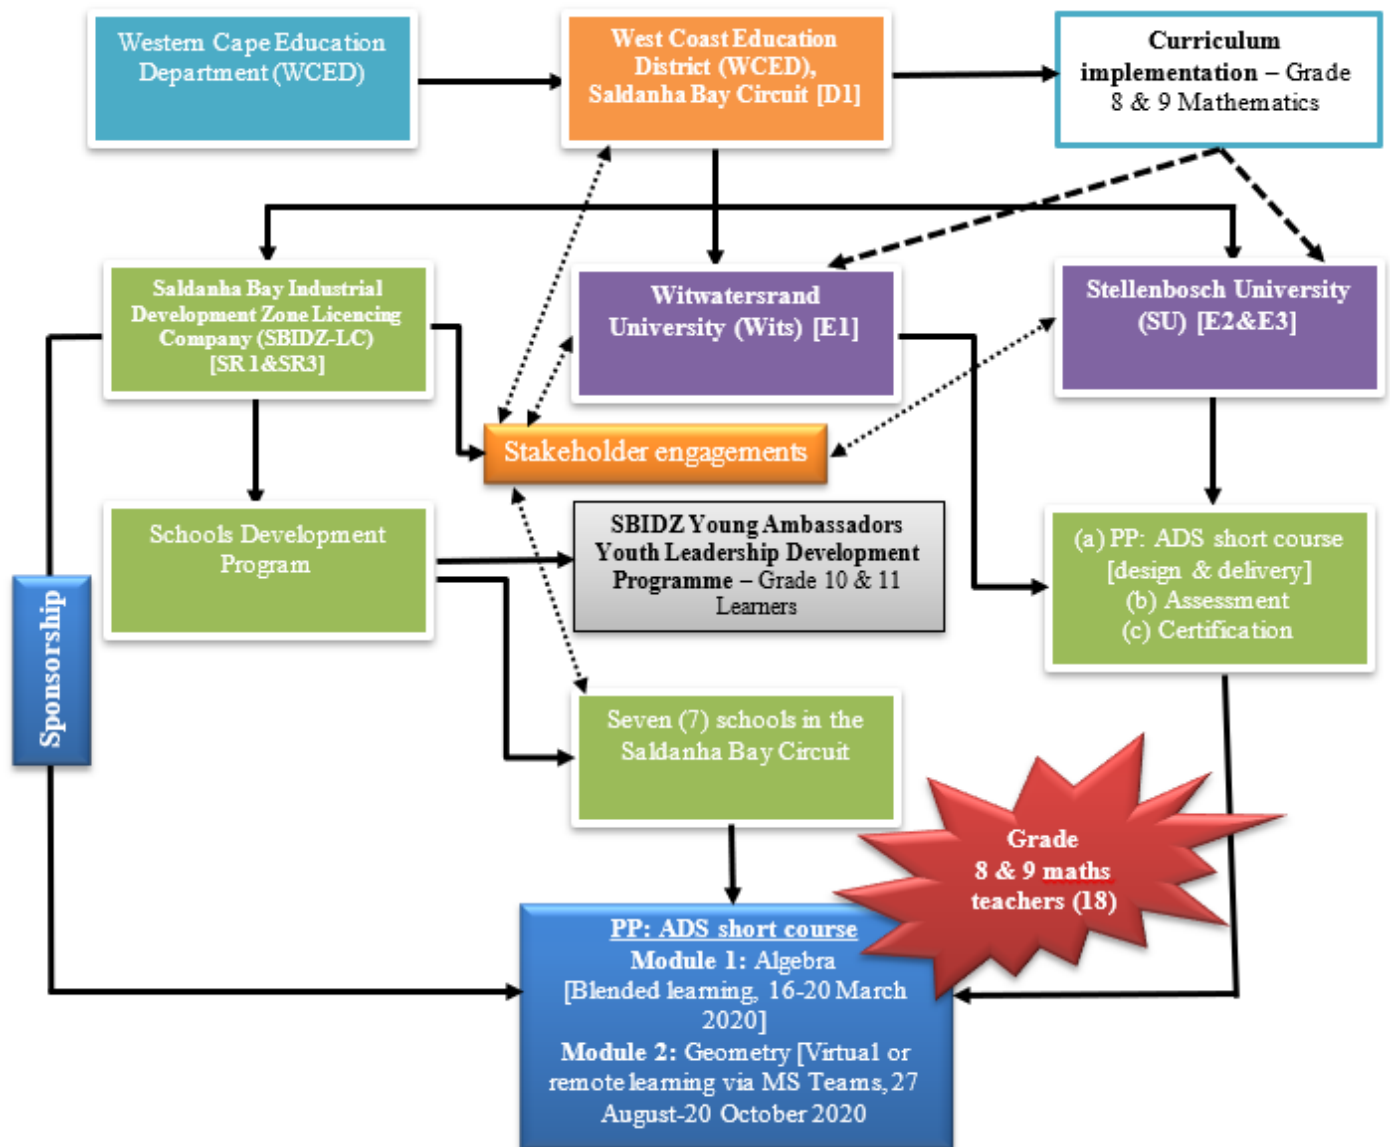 Western Cape Education
Department (WCED)
West Coast Education
District (WCED),
Saldanha Bay Circuit [D1]
Curriculum
implementation – Grade
8 & 9 Mathematics
Saldanha Bay Industrial
Development Zone Licencing
Company (SBIDZ-LC)
[SR 1&SR3]
Witwatersrand
University (Wits) [E1]
Stellenbosch University
(SU) [E2&E3]
Stakeholder engagements
Schools Development
Program
SBIDZ Young Ambassadors
Youth Leadership Development
Programme – Grade 10 & 11
Learners
(a) PP: ADS short course
[design & delivery]
(b) Assessment
(c) Certification
Sponsorship
Seven (7) schools in the
Saldanha Bay Circuit
Grade
8 & 9 maths
teachers (18)
PP: ADS short course
Module 1: Algebra
[Blended learning, 16-20 March
2020]
Module 2: Geometry [Virtual or
remote learning via MS Teams, 27
August-20 October 2020